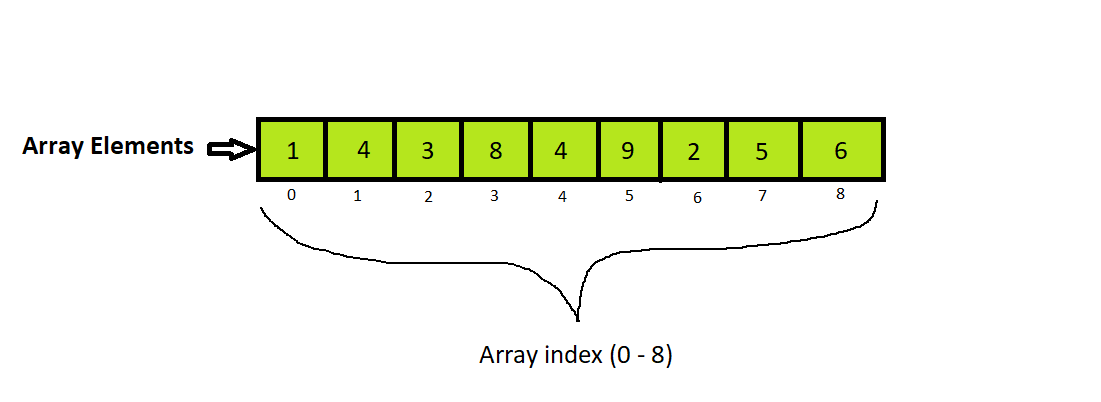 Array Elements
1 4 3 8 4 9 2 5 6
0 1 2 3 4 5 6 7 8
Array index (0 - 8)